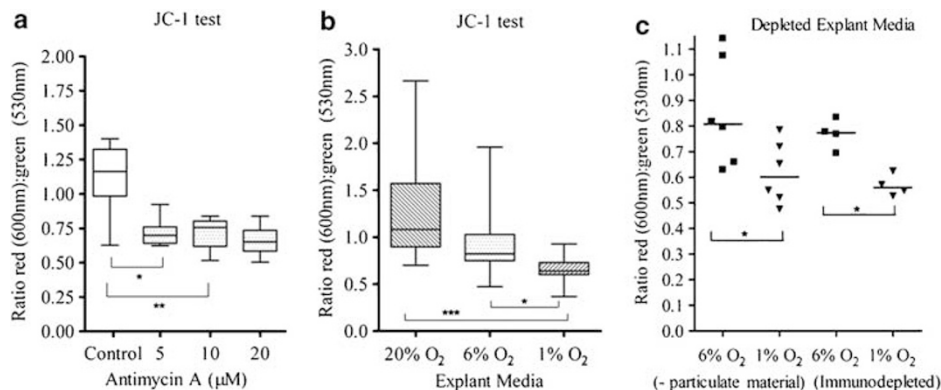 a
JC-1 test
Ratio red (600nm):green (530nm)
2.00
1.75
1.50
1.25
1.00
0.75
0.50
0.25
0.00
*
**
Control 5 10 20
Antimycin A (µM)
b
JC-1 test
Ratio red (600nm):green (530nm)
3.0
2.5
2.0
1.5
1.0
0.5
0.0
***
*
20% O₂ 6% O₂ 1% O₂
Explant Media
c
Depleted Explant Media
Ratio red (600nm):green (530nm)
1.1
1.0
0.9
0.8
0.7
0.6
0.5
0.4
0.3
0.2
0.1
0.0
*
*
6% O₂ 1% O₂ 6% O₂ 1% O₂
(- particulate material) (Immunodepleted)